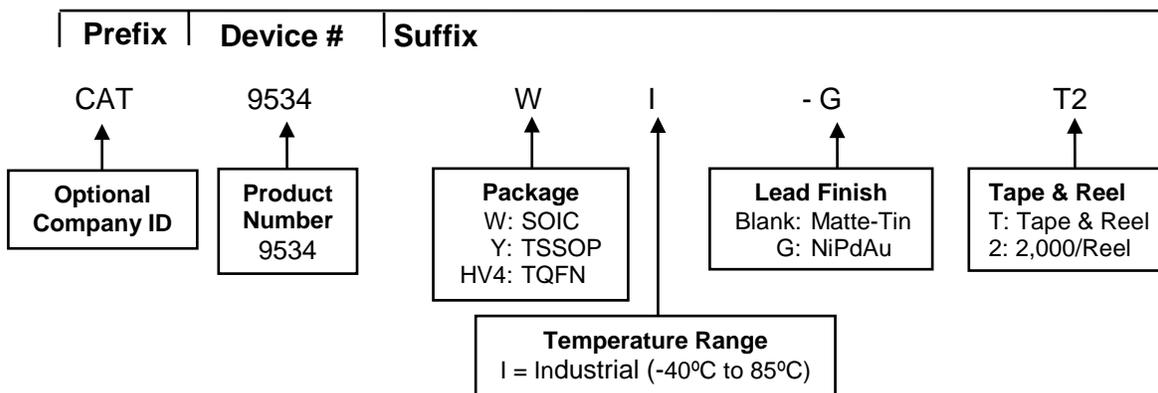 Prefix Device # Suffix
CAT 9534 W I - G T2
Optional
Company ID
Product
Number
9534
Package
W: SOIC
Y: TSSOP
HV4: TQFN
Lead Finish
Blank: Matte-Tin
G: NiPdAu
Tape & Reel
T: Tape & Reel
2: 2,000/Reel
Temperature Range
I = Industrial (-40ºC to 85ºC)